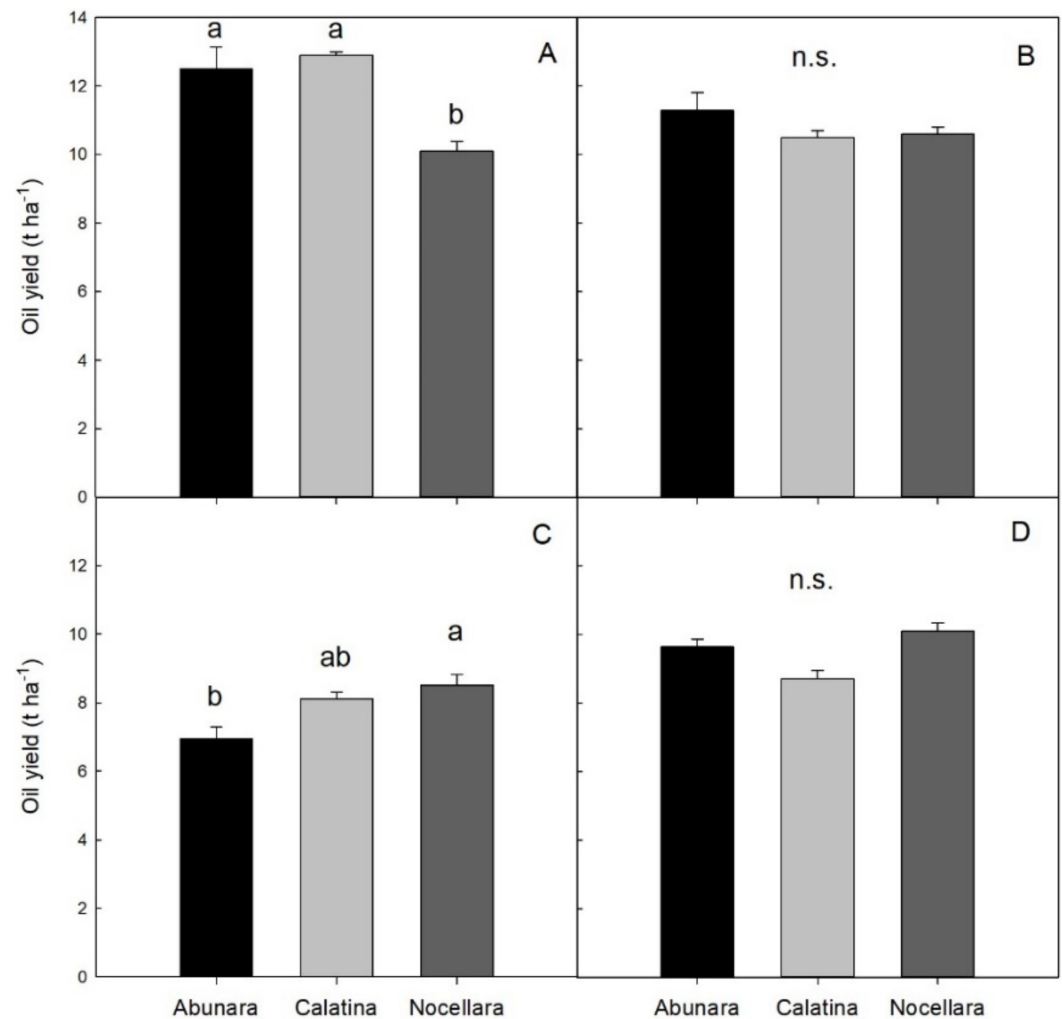 14
12
10
8
6
4
2
0
Oil yield (t ha⁻¹)
a
a
b
A
n.s.
B
12
10
8
6
4
2
0
Oil yield (t ha⁻¹)
b
ab
a
C
n.s.
D
Abunara Calatina Nocellara
Abunara Calatina Nocellara